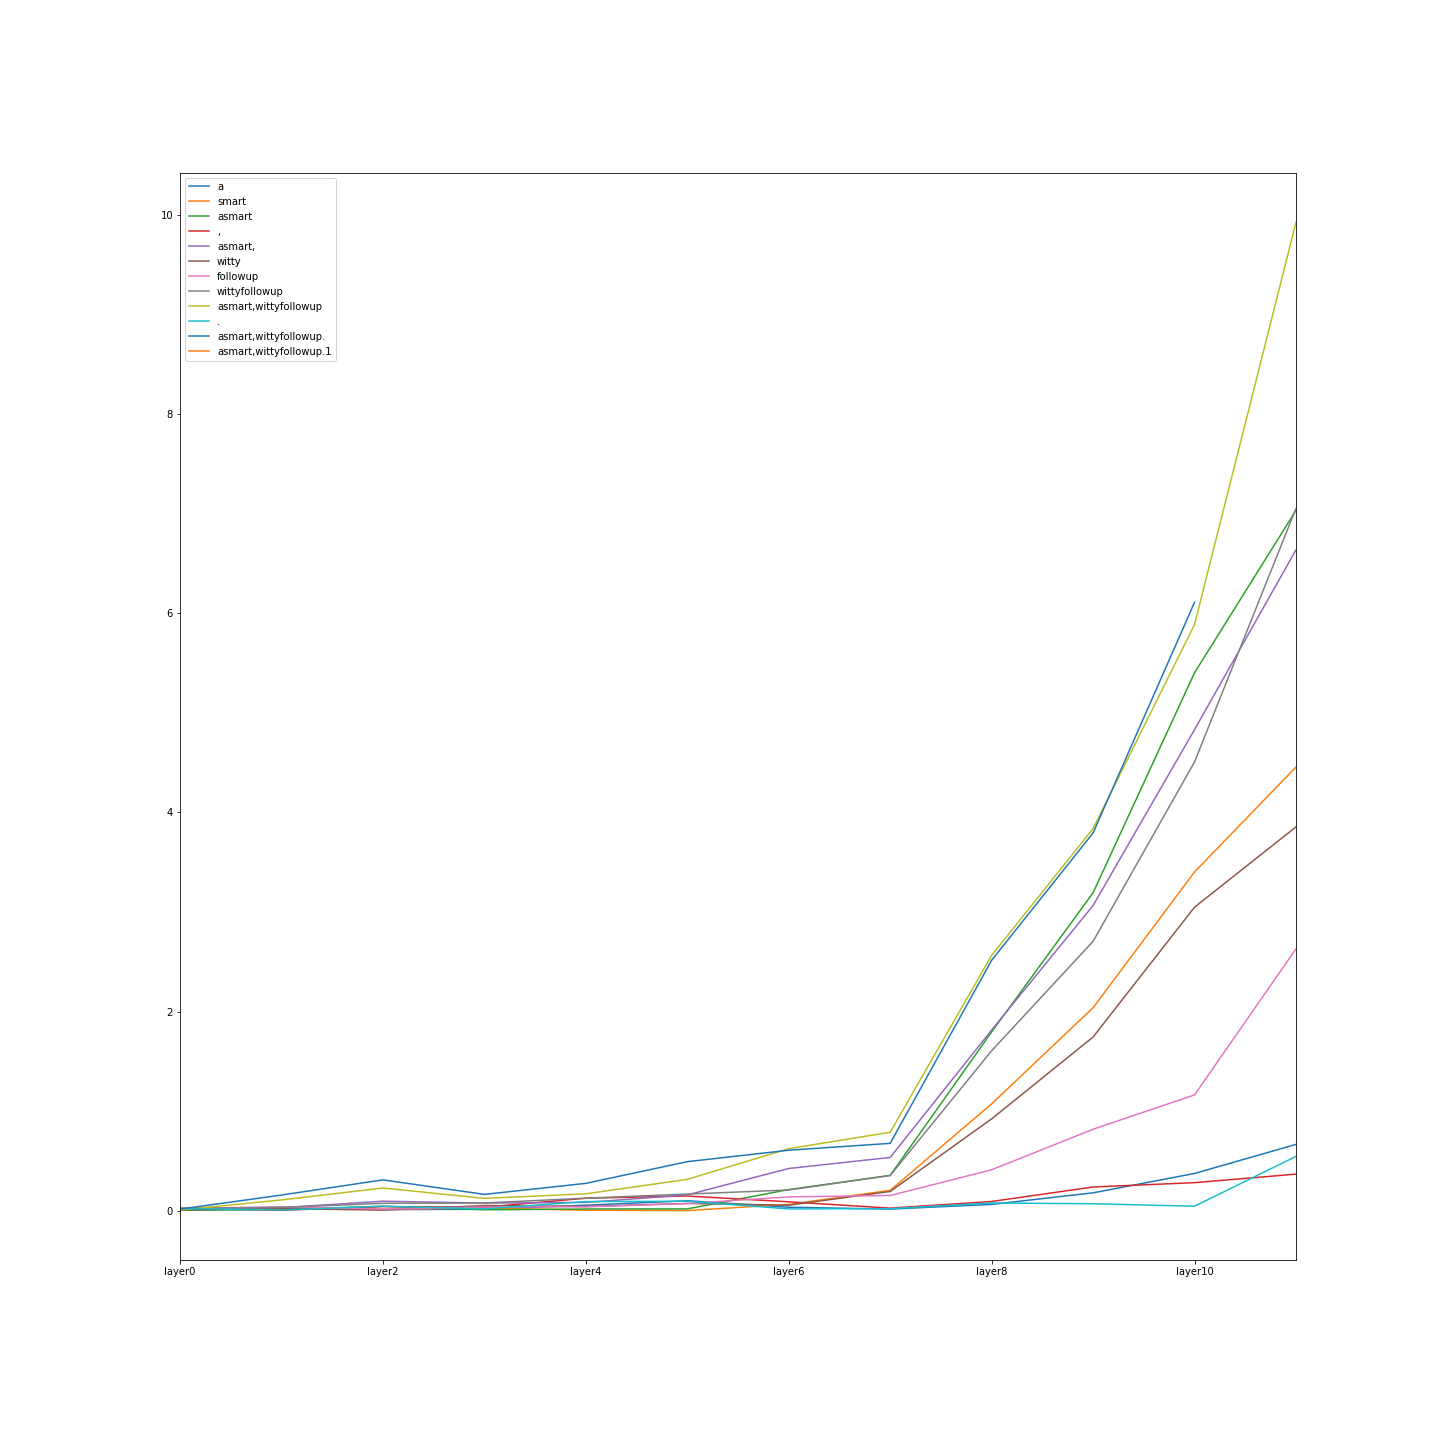 a
smart
asmart
,
asmart,
witty
followup
wittyfollowup
asmart,wittyfollowup
.
asmart,wittyfollowup.
asmart,wittyfollowup.1
10
8
6
4
2
0
layer0 layer2 layer4 layer6 layer8 layer10